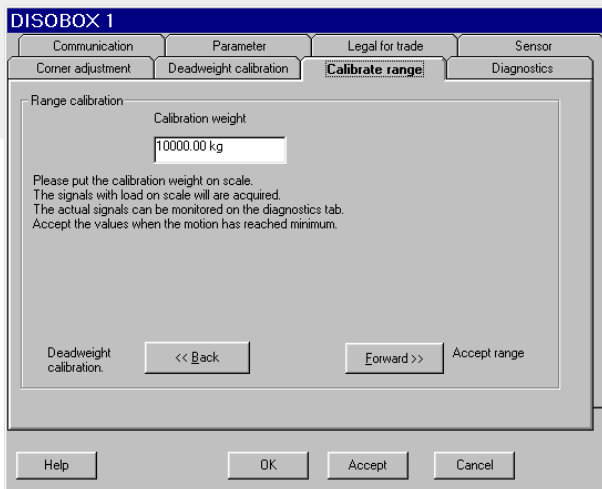 DISOBOX 1
Communication
Parameter
Legal for trade
Sensor
Corner adjustment
Deadweight calibration
Calibrate range
Diagnostics
Range calibration
Calibration weight
10000.00 kg
Please put the calibration weight on scale.
The signals with load on scale will are acquired.
The actual signals can be monitored on the diagnostics tab.
Accept the values when the motion has reached minimum.
Deadweight
calibration.
<< Back
Forward >>
Accept range
Help
OK
Accept
Cancel